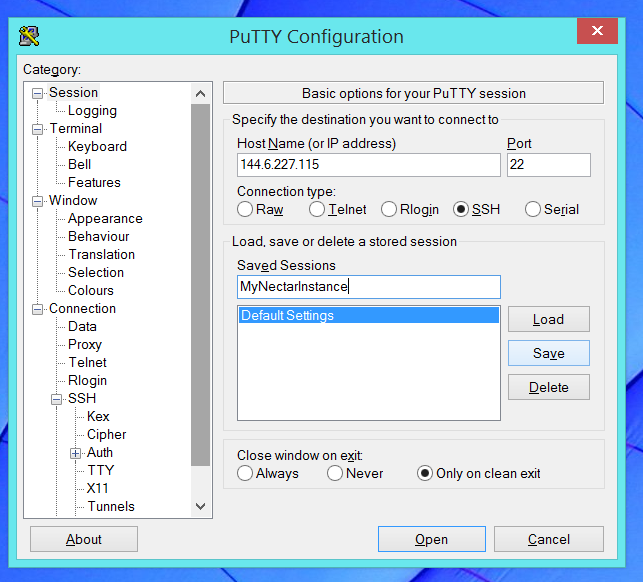 PuTTY Configuration
Category:
Session
Logging
Terminal
Keyboard
Bell
Features
Window
Appearance
Behaviour
Translation
Selection
Colours
Connection
Data
Proxy
Telnet
Rlogin
SSH
Kex
Cipher
Auth
TTY
X11
Tunnels
Basic options for your PuTTY session
Specify the destination you want to connect to
Host Name (or IP address) Port
144.6.227.115 22
Connection type:
Raw Telnet Rlogin SSH Serial
Load, save or delete a stored session
Saved Sessions
MyNectarInstance
Default Settings
Load
Save
Delete
Close window on exit:
Always Never Only on clean exit
About Open Cancel